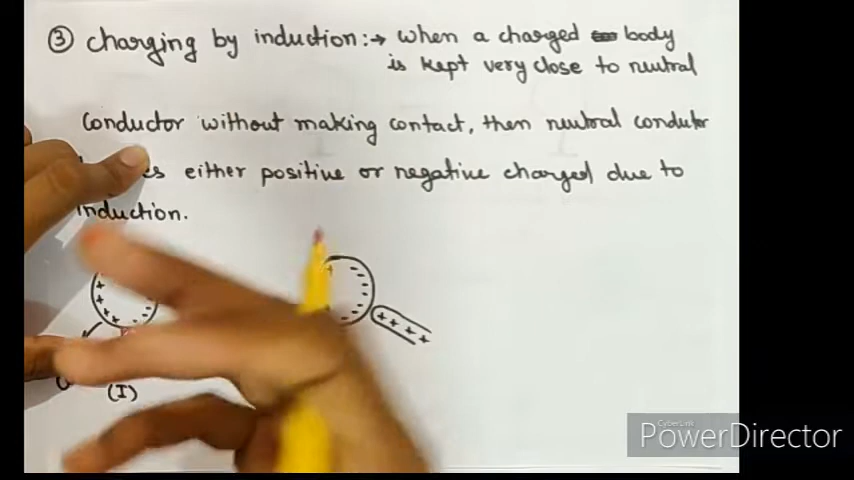 ③ charging by induction :→ when a charged body
is kept very close to neutral
Conductor without making contact, then neutral conductor
either positive or negative charged due to
induction.
(I)
CyberLink
PowerDirector